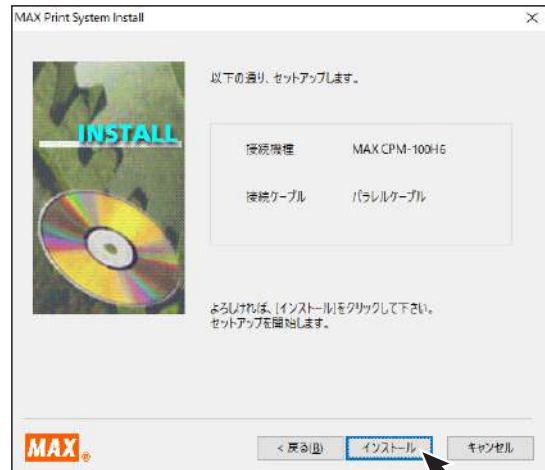 MAX Print System Install
INSTALL
以下の通り、セットアップします。
接続機種 MAX CPM-100H6
接続ケーブル パラレルケーブル
よろしければ、[インストール]をクリックして下さい。
セットアップを開始します。
MAX®
< 戻る(B) インストール キャンセル